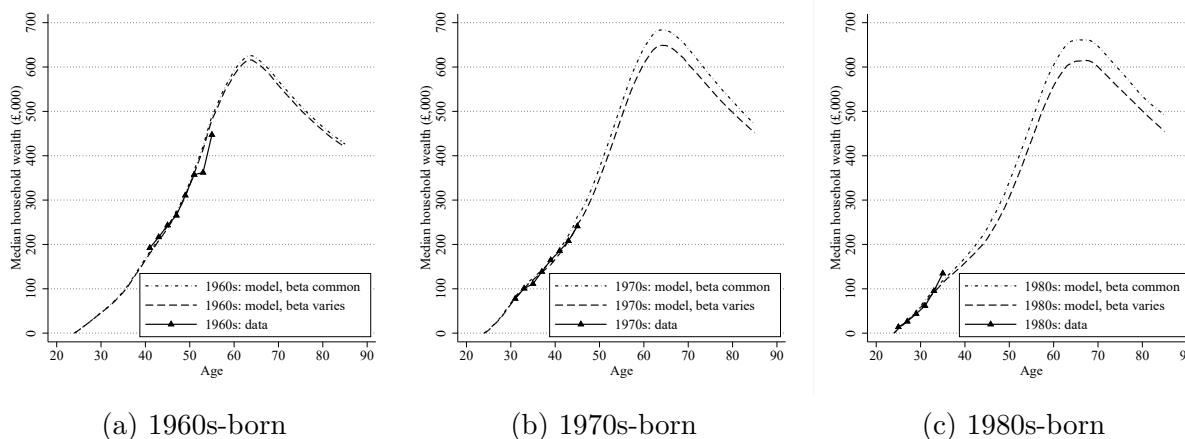 Median household wealth (£,000)
700
600
500
400
300
200
100
0
1960s: model, beta common
1960s: model, beta varies
1960s: data
20 30 40 50 60 70 80 90
Age
(a) 1960s-born
Median household wealth (£,000)
700
600
500
400
300
200
100
0
1970s: model, beta common
1970s: model, beta varies
1970s: data
20 30 40 50 60 70 80 90
Age
(b) 1970s-born
Median household wealth (£,000)
700
600
500
400
300
200
100
0
1980s: model, beta common
1980s: model, beta varies
1980s: data
20 30 40 50 60 70 80
Age
(c) 1980s-born